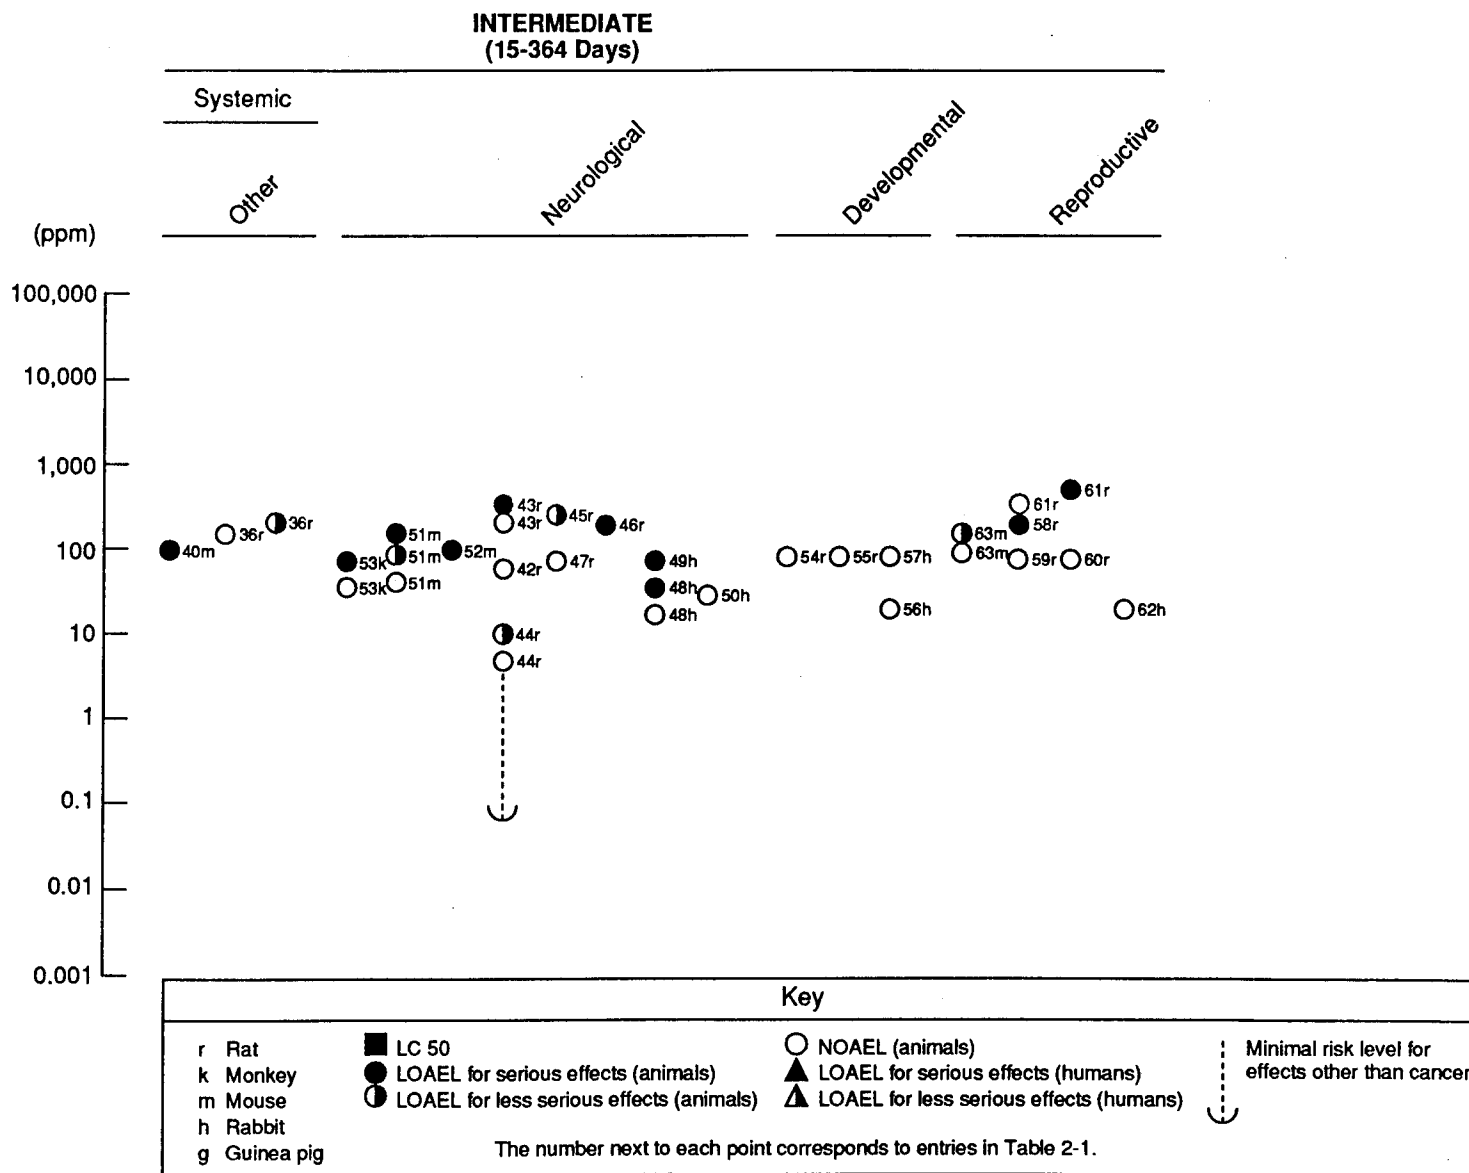 INTERMEDIATE
(15-364 Days)
Systemic
Other
Neurological
Developmental
Reproductive
(ppm)
100,000
10,000
1,000
100
10
1
0.1
0.01
0.001
40m
36r
36r
53k
53k
51m
51m
51m
52m
43r
43r
42r
44r
44r
45r
47r
46r
49h
48h
48h
50h
54r
55r
57h
56h
63m
63m
61r
58r
59r
61r
60r
62h
Key
r Rat
k Monkey
m Mouse
h Rabbit
g Guinea pig
LC 50
LOAEL for serious effects (animals)
LOAEL for less serious effects (animals)
NOAEL (animals)
LOAEL for serious effects (humans)
LOAEL for less serious effects (humans)
Minimal risk level for
effects other than cancer
The number next to each point corresponds to entries in Table 2-1.